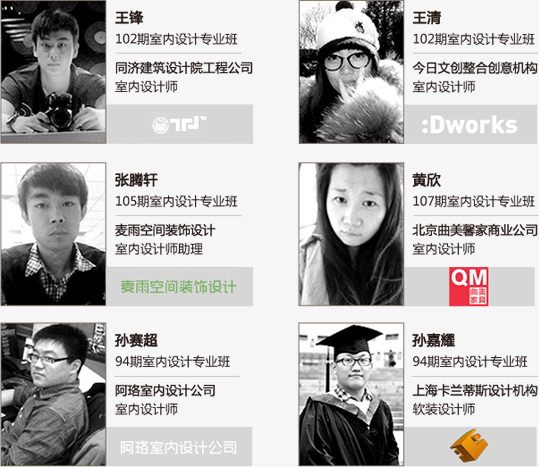 王锋
102期室内设计专业班
同济建筑设计院工程公司
室内设计师
王清
102期室内设计专业班
今日文创整合创意机构
室内设计师
:Dworks
张腾轩
105期室内设计专业班
麦雨空间装饰设计
室内设计师助理
麦雨空间装饰设计
黄欣
107期室内设计专业班
北京曲美馨家商业公司
室内设计师
QM
曲美
家具
孙赛超
94期室内设计专业班
阿珞室内设计公司
室内设计师
阿珞室内设计公司
孙嘉耀
94期室内设计专业班
上海卡兰蒂斯设计机构
软装设计师